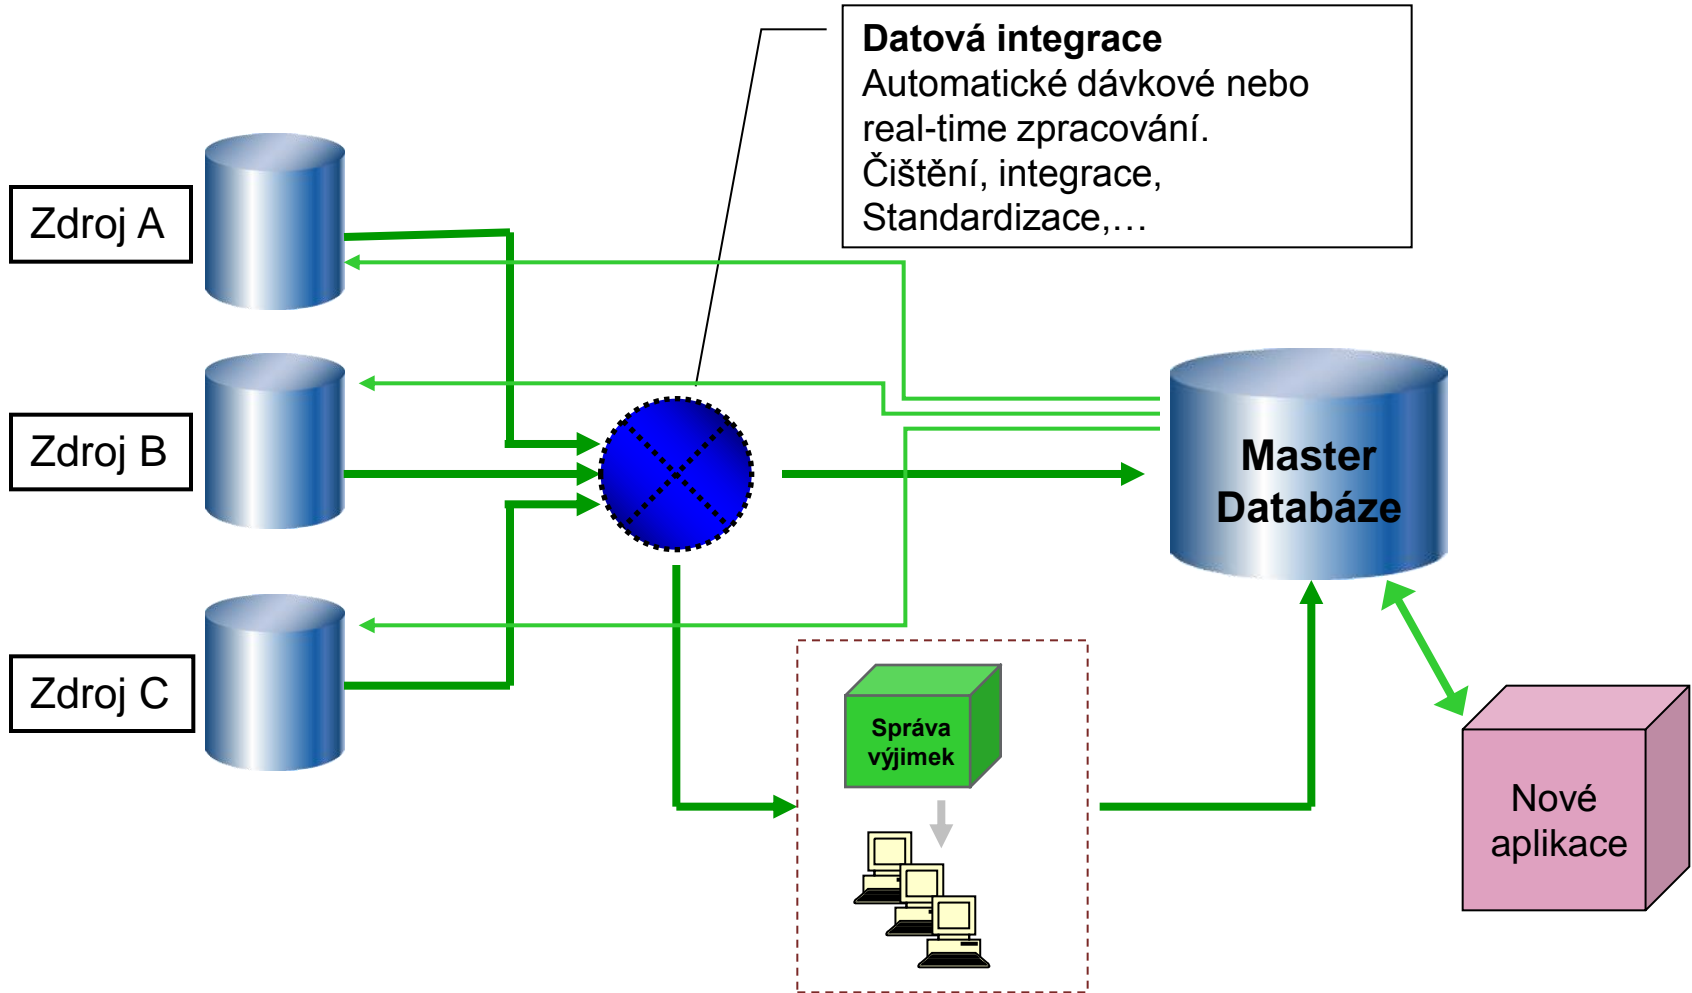 Datová integrace
Automatické dávkové nebo
real-time zpracování.
Čištění, integrace,
Standardizace,…
Zdroj A
Zdroj B
Zdroj C
Master
Databáze
Správa
výjimek
Nové
aplikace